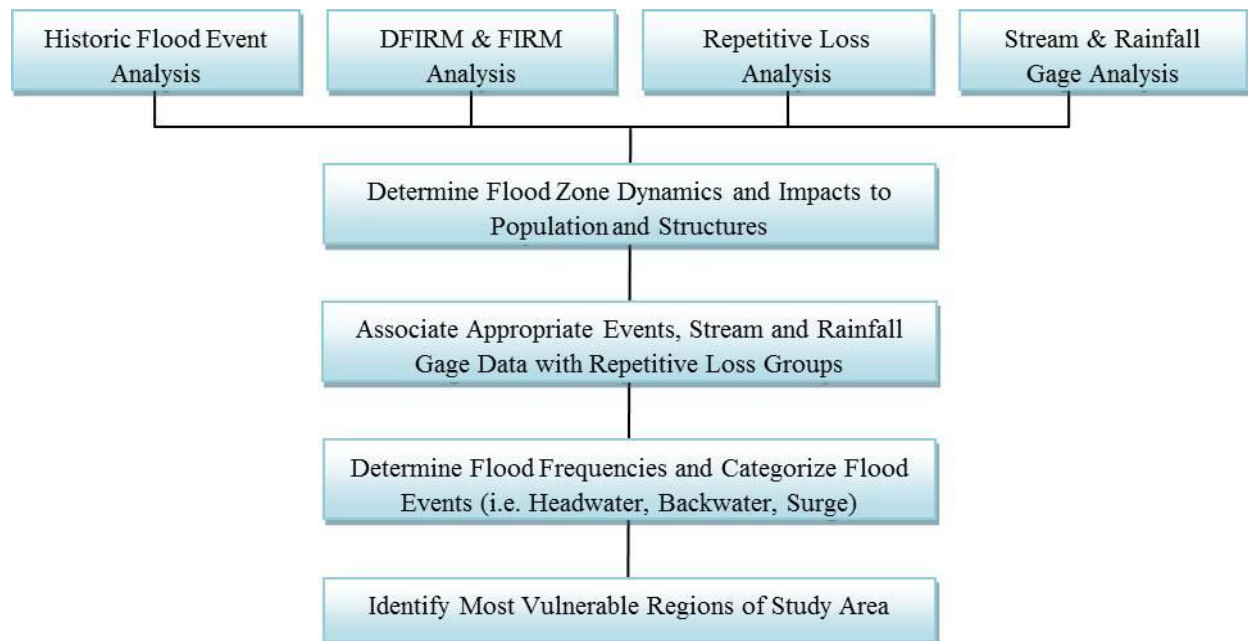 Historic Flood Event
Analysis
DFIRM & FIRM
Analysis
Repetitive Loss
Analysis
Stream & Rainfall
Gage Analysis
Determine Flood Zone Dynamics and Impacts to
Population and Structures
Associate Appropriate Events, Stream and Rainfall
Gage Data with Repetitive Loss Groups
Determine Flood Frequencies and Categorize Flood
Events (i.e. Headwater, Backwater, Surge)
Identify Most Vulnerable Regions of Study Area